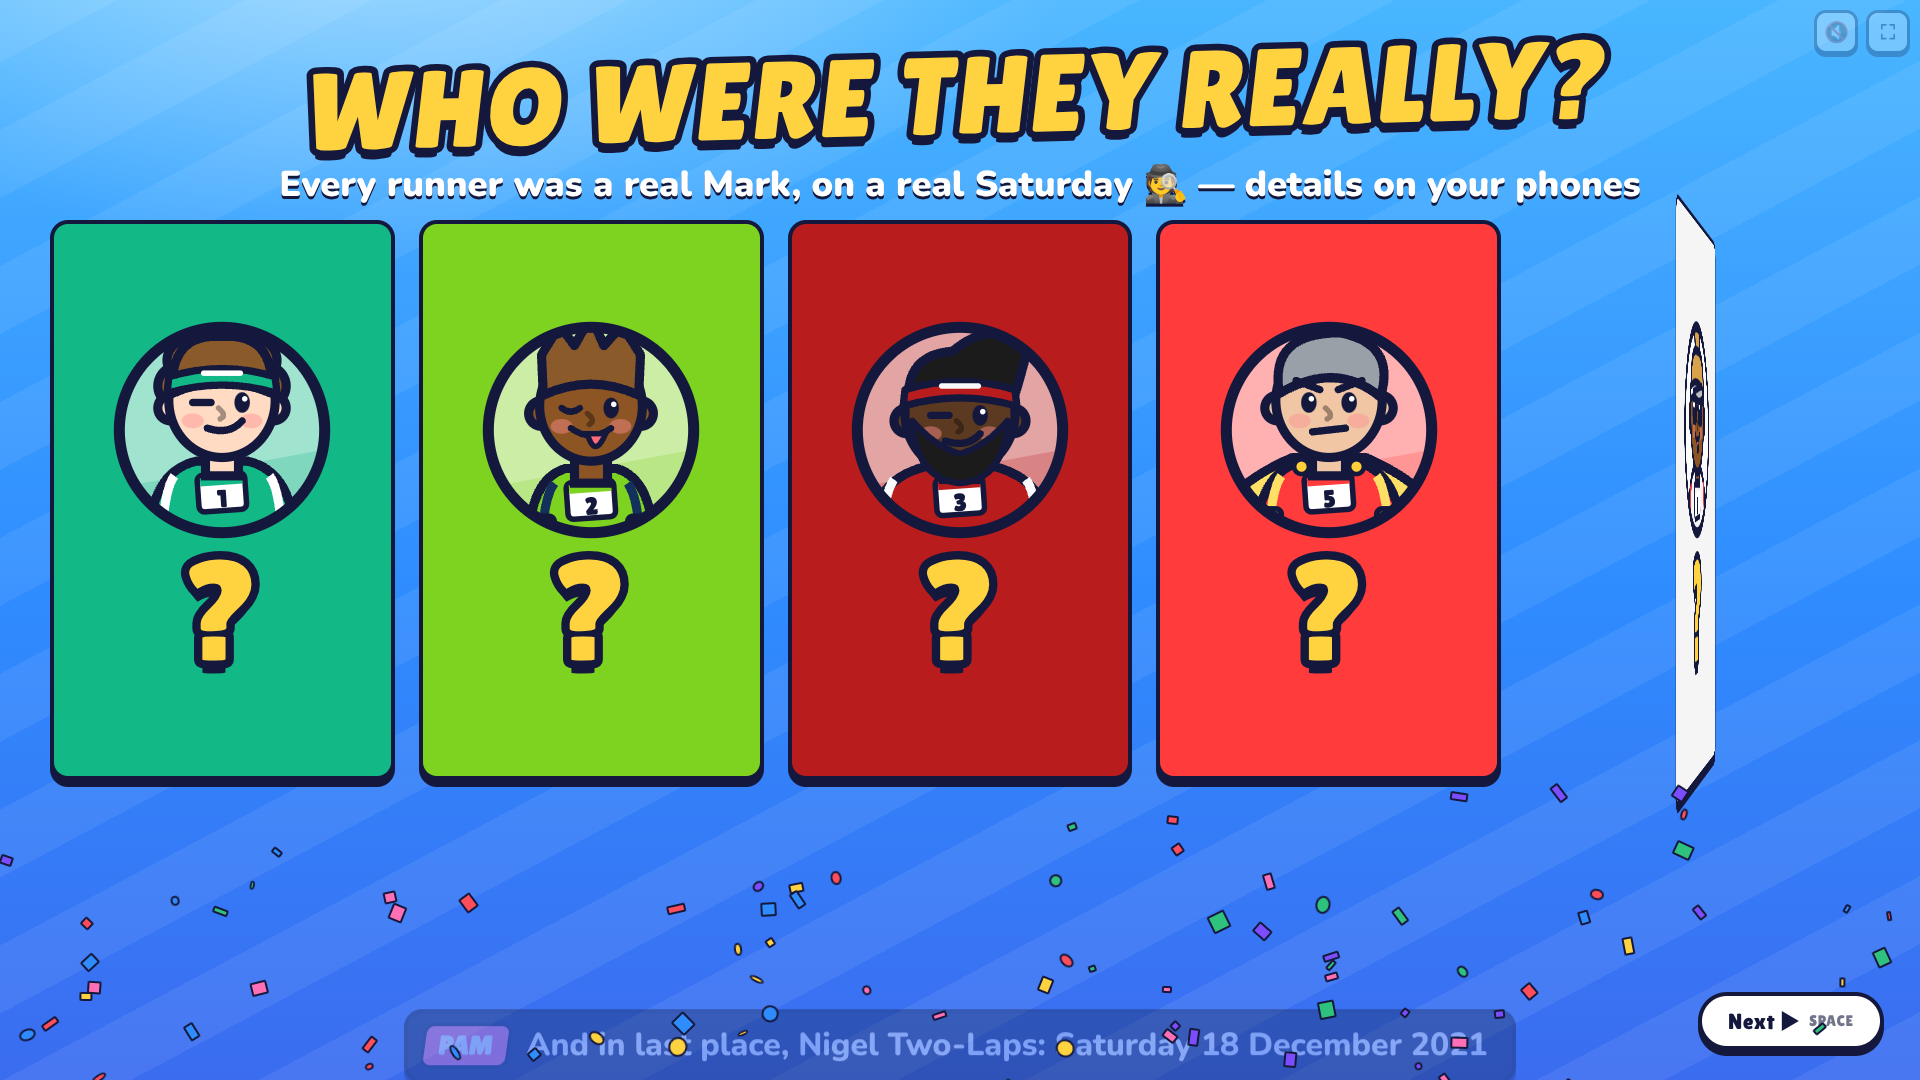 WHO WERE THEY REALLY?
Every runner was a real Mark, on a real Saturday — details on your phones
1
2
3
5
?
?
?
?
?
PAM And in last place, Nigel Two-Laps: Saturday 18 December 2021
Next SPACE